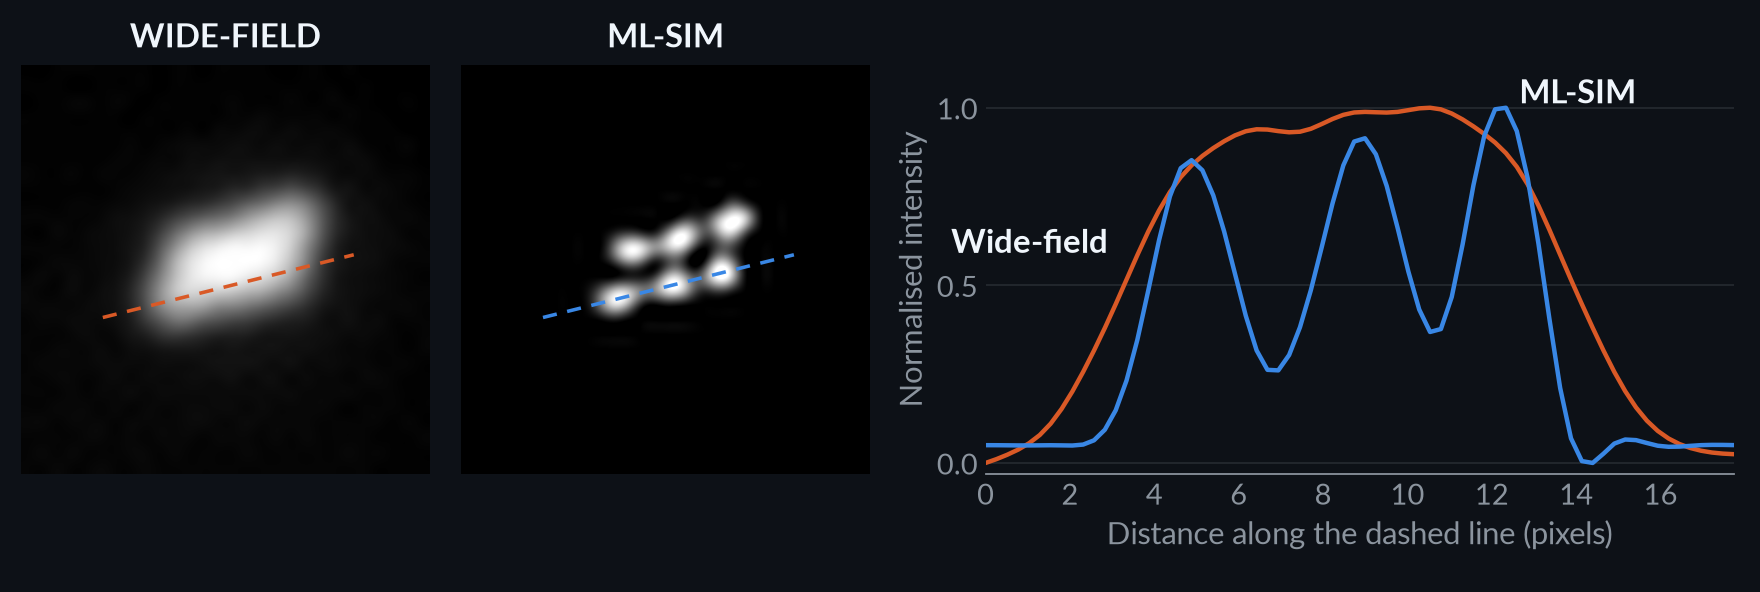 WIDE-FIELD
ML-SIM
ML-SIM
Wide-field
Normalised intensity
1.0
0.5
0.0
0 2 4 6 8 10 12 14 16
Distance along the dashed line (pixels)